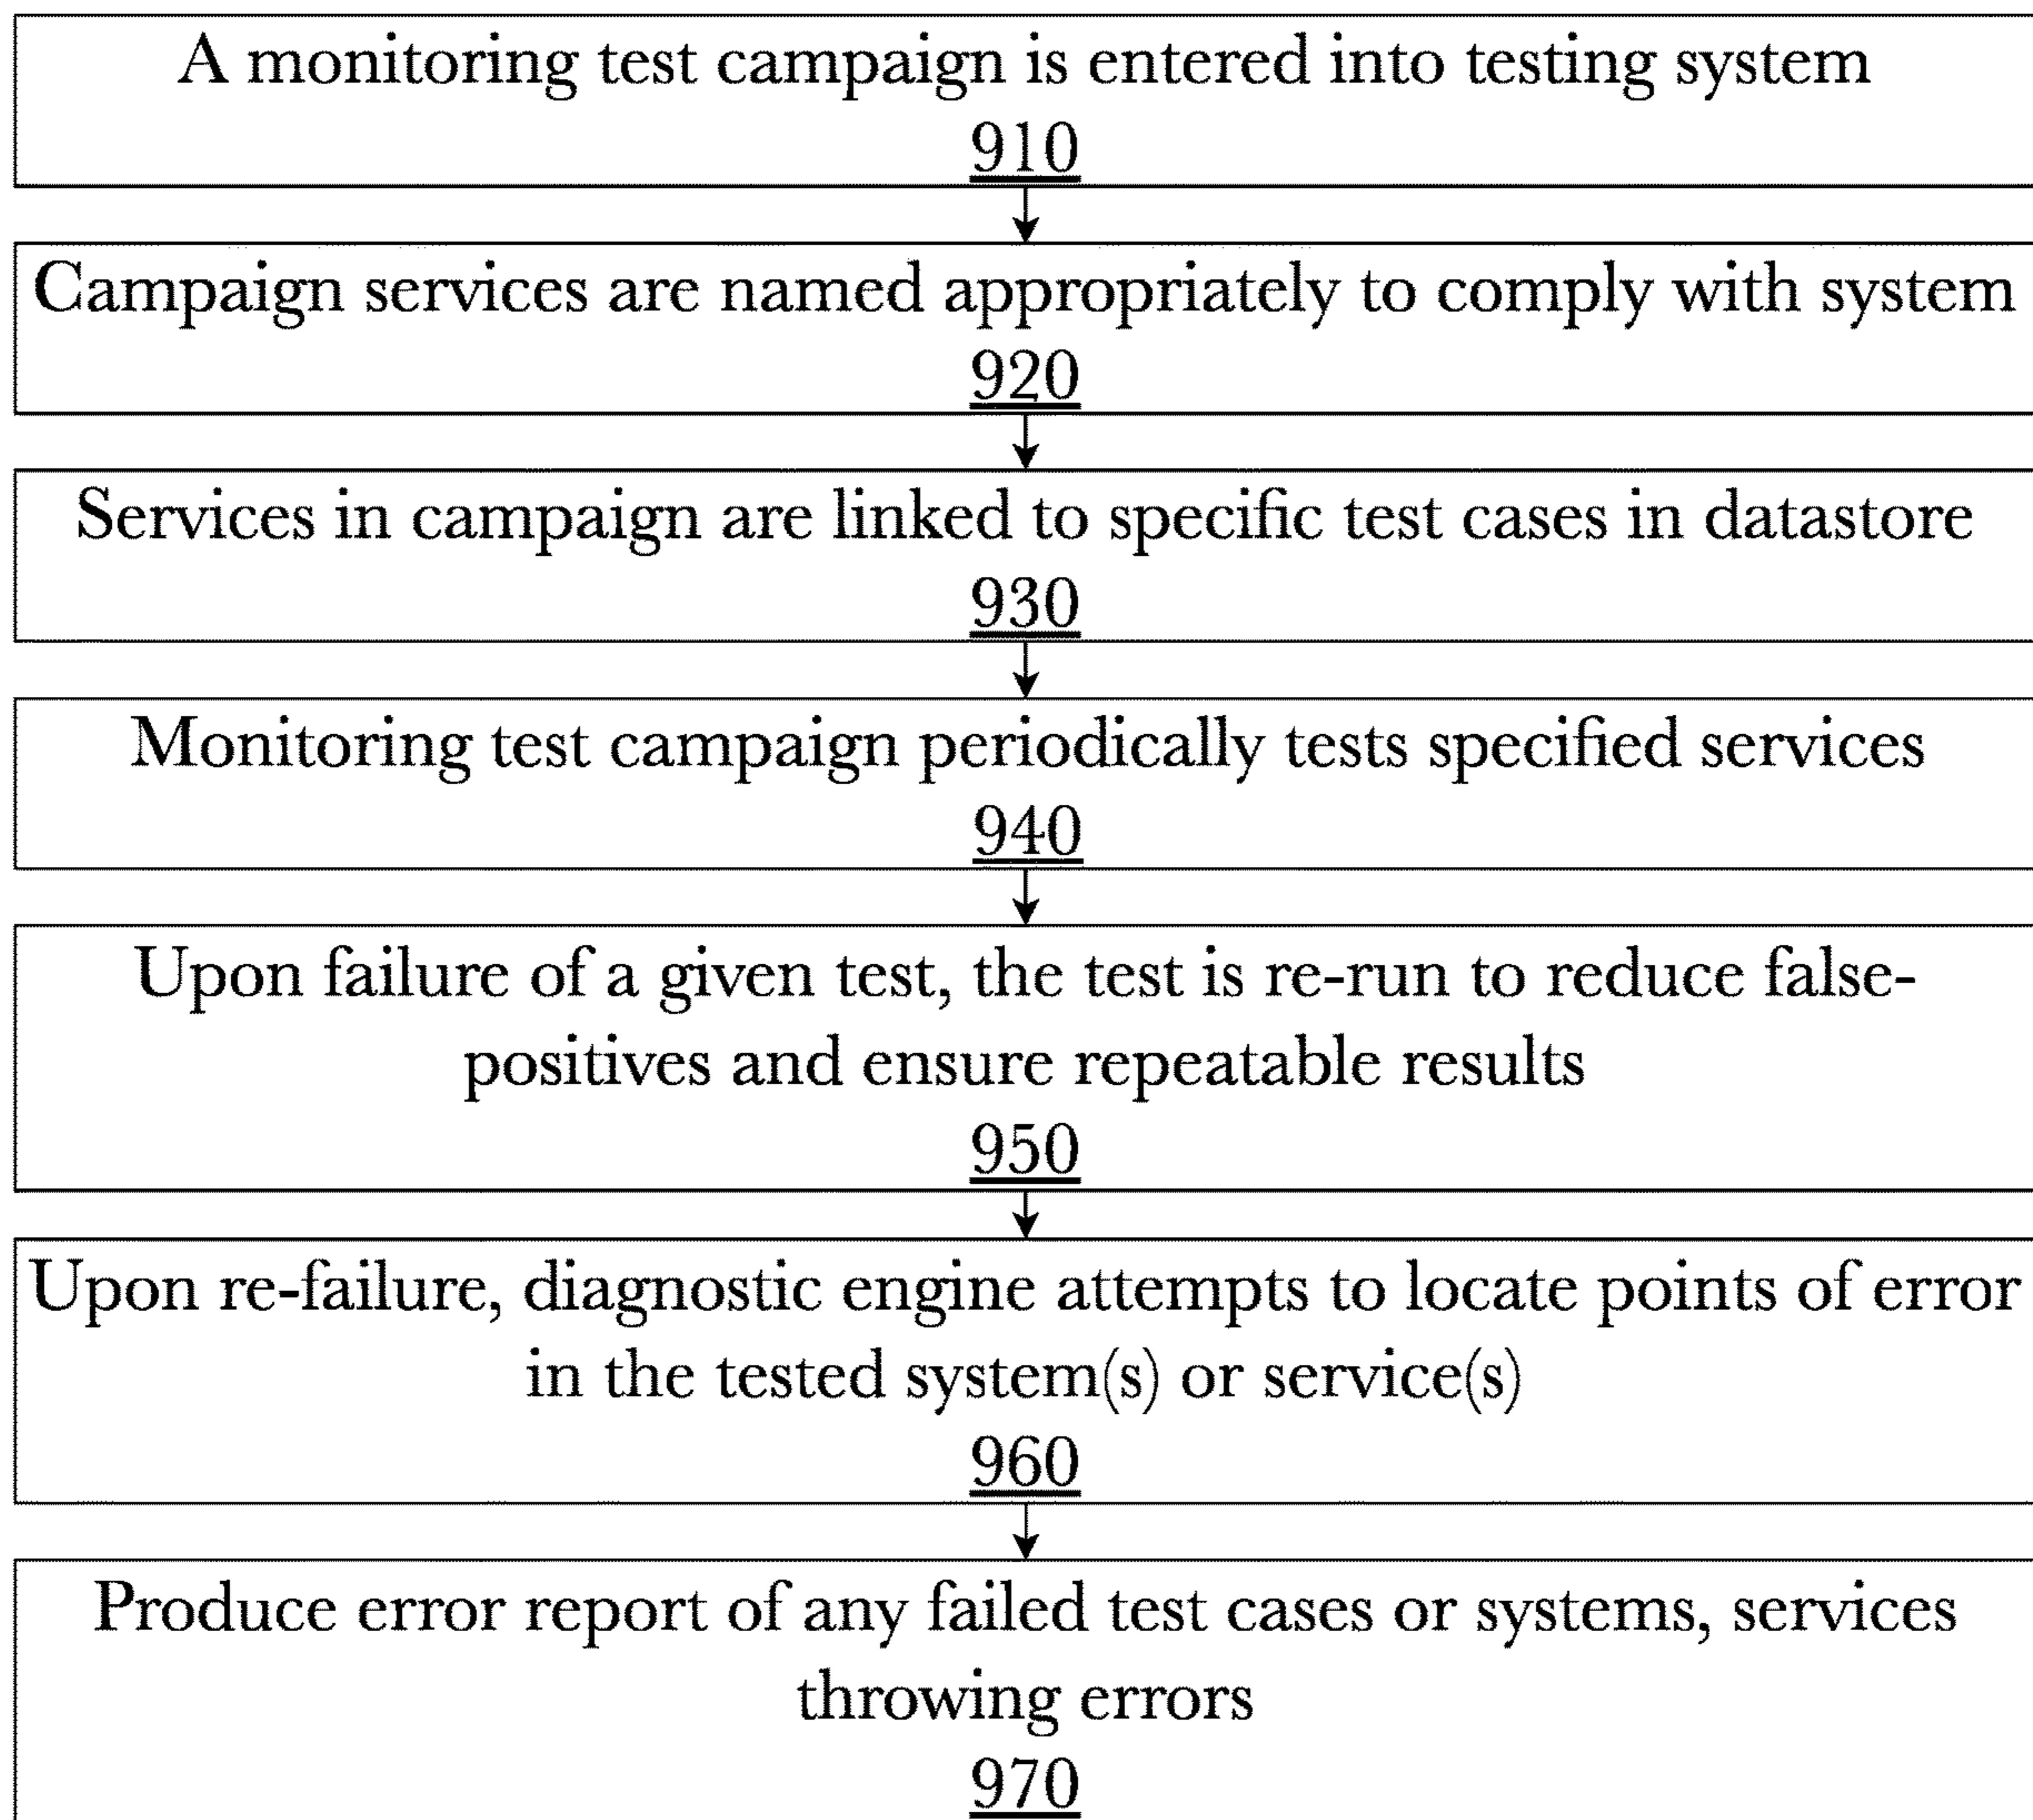 A monitoring test campaign is entered into testing system
910
Campaign services are named appropriately to comply with system
920
Services in campaign are linked to specific test cases in datastore
930
Monitoring test campaign periodically tests specified services
940
Upon failure of a given test, the test is re-run to reduce false-
positives and ensure repeatable results
950
Upon re-failure, diagnostic engine attempts to locate points of error
in the tested system(s) or service(s)
960
Produce error report of any failed test cases or systems, services
throwing errors
970